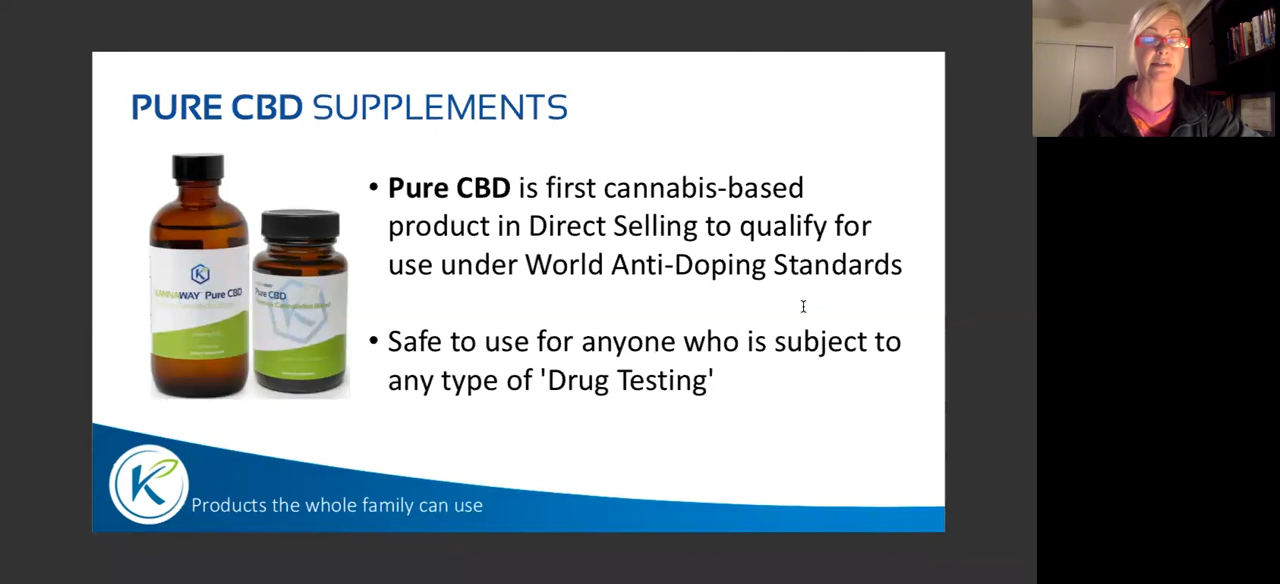 PURE CBD SUPPLEMENTS
• Pure CBD is first cannabis-based
product in Direct Selling to qualify for
use under World Anti-Doping Standards
• Safe to use for anyone who is subject to
any type of 'Drug Testing'
KANNAWAY Pure CBD
KANNAWAY
Pure CBD
Products the whole family can use